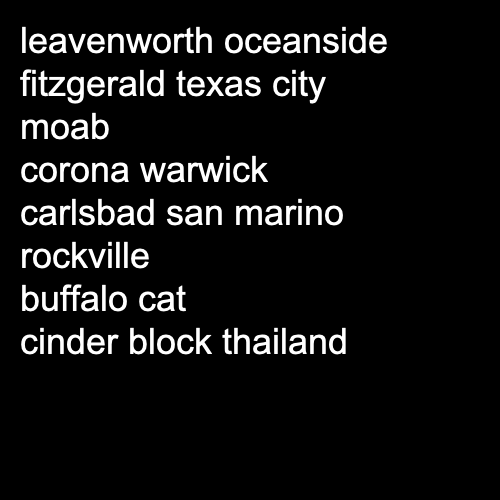 leavenworth oceanside
fitzgerald texas city
moab
corona warwick
carlsbad san marino
rockville
buffalo cat
cinder block thailand